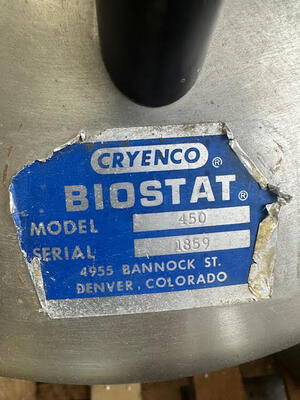 CRYENCO®
BIOSTAT®
MODEL 450
SERIAL 1859
4955 BANNOCK ST.
DENVER, COLORADO